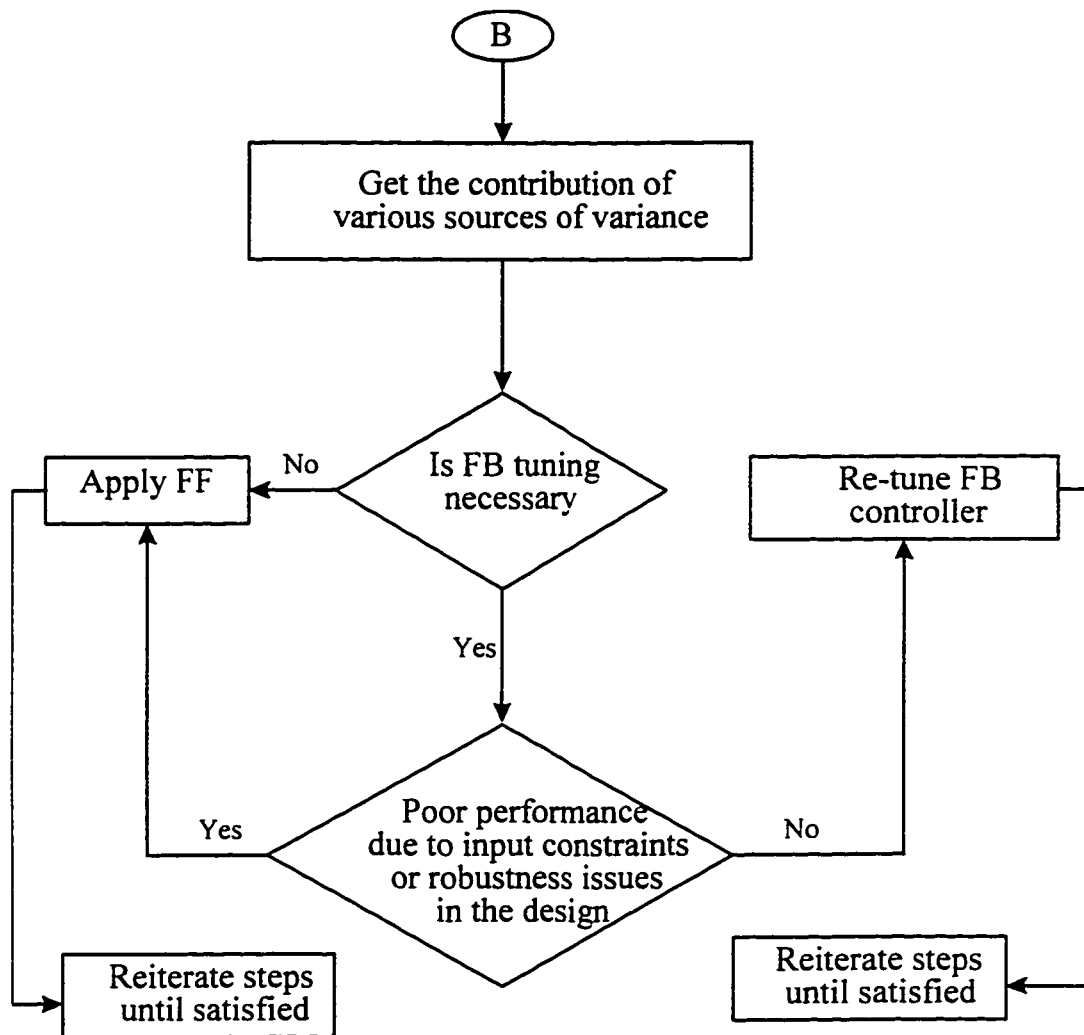 B
Get the contribution of
various sources of variance
No
Is FB tuning
necessary
Apply FF
Re-tune FB
controller
Yes
Yes
Poor performance
due to input constraints
or robustness issues
in the design
No
Reiterate steps
until satisfied
Reiterate steps
until satisfied